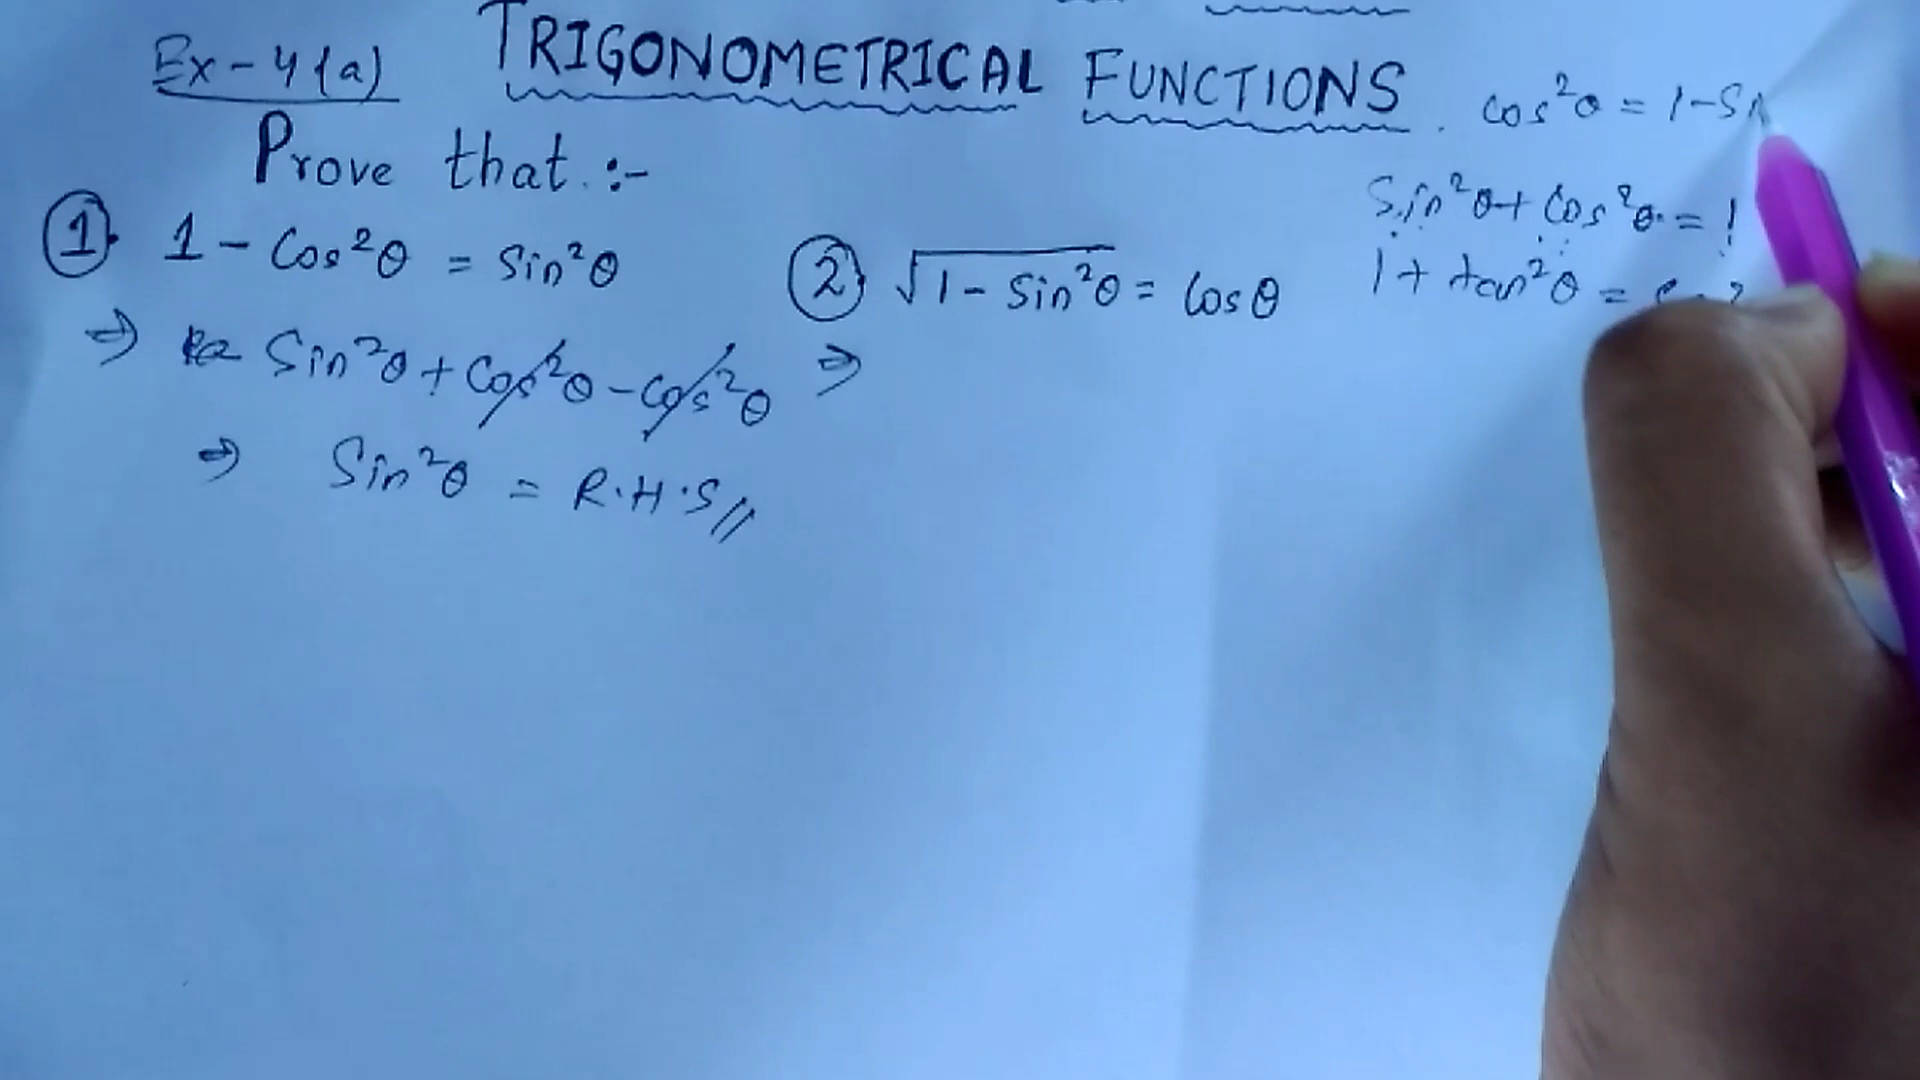 Ex-4(a) TRIGONOMETRICAL FUNCTIONS.
cos²θ = 1-S
Prove that :-
Sin²θ + Cos²θ = 1
1 + tan²θ =
① 1 - Cos²θ = Sin²θ
② √1 - Sin²θ = Cosθ
⇒ Sin²θ + Cos²θ - Cos²θ
⇒
⇒ Sin²θ = R.H.S //